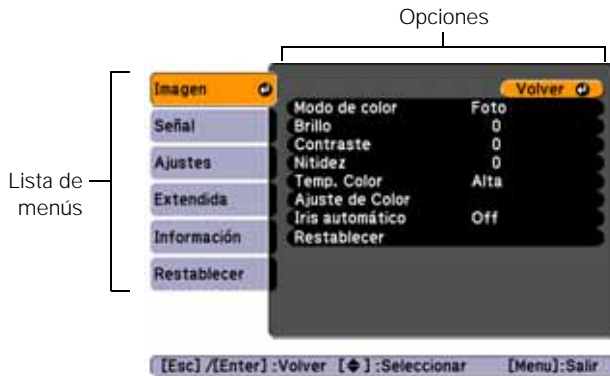 Opciones
Lista de
menús
Imagen
Señal
Ajustes
Extendida
Información
Restablecer
Volver
Modo de color Foto
Brillo 0
Contraste 0
Nitidez 0
Temp. Color Alta
Ajuste de Color
Iris automático Off
Restablecer
[Esc] /[Enter] :Volver [◆] :Seleccionar [Menu]:Salir